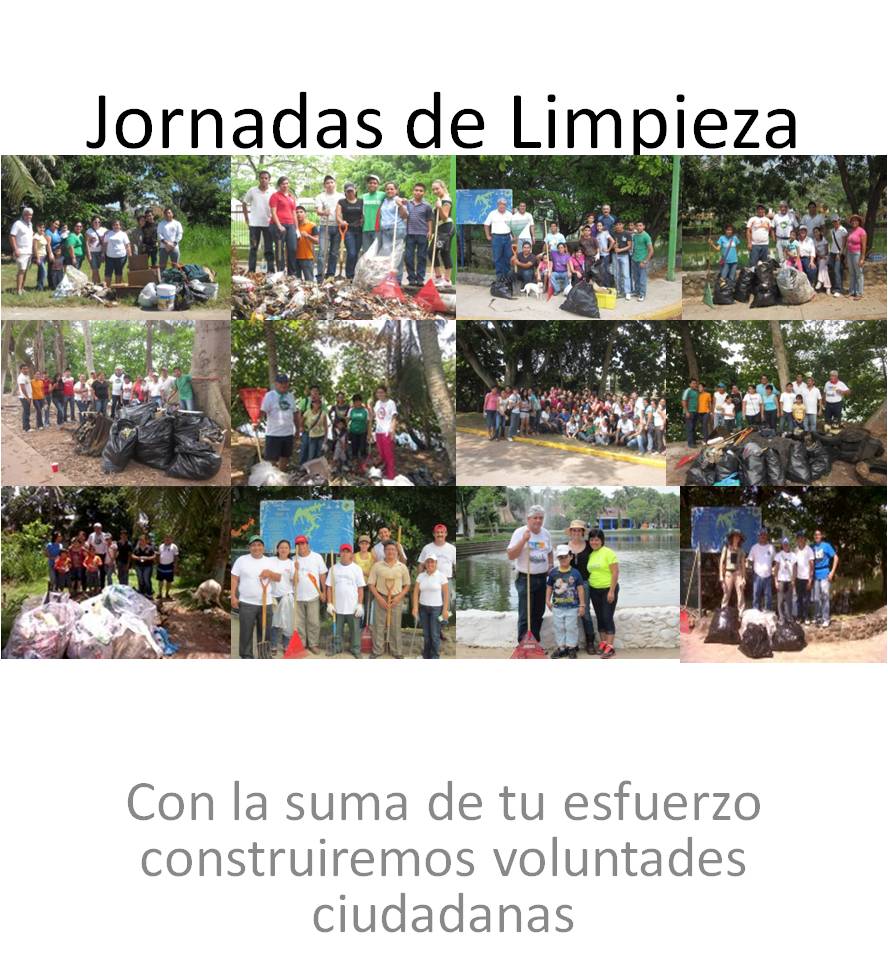 Jornadas de Limpieza
Con la suma de tu esfuerzo
construiremos voluntades
ciudadanas